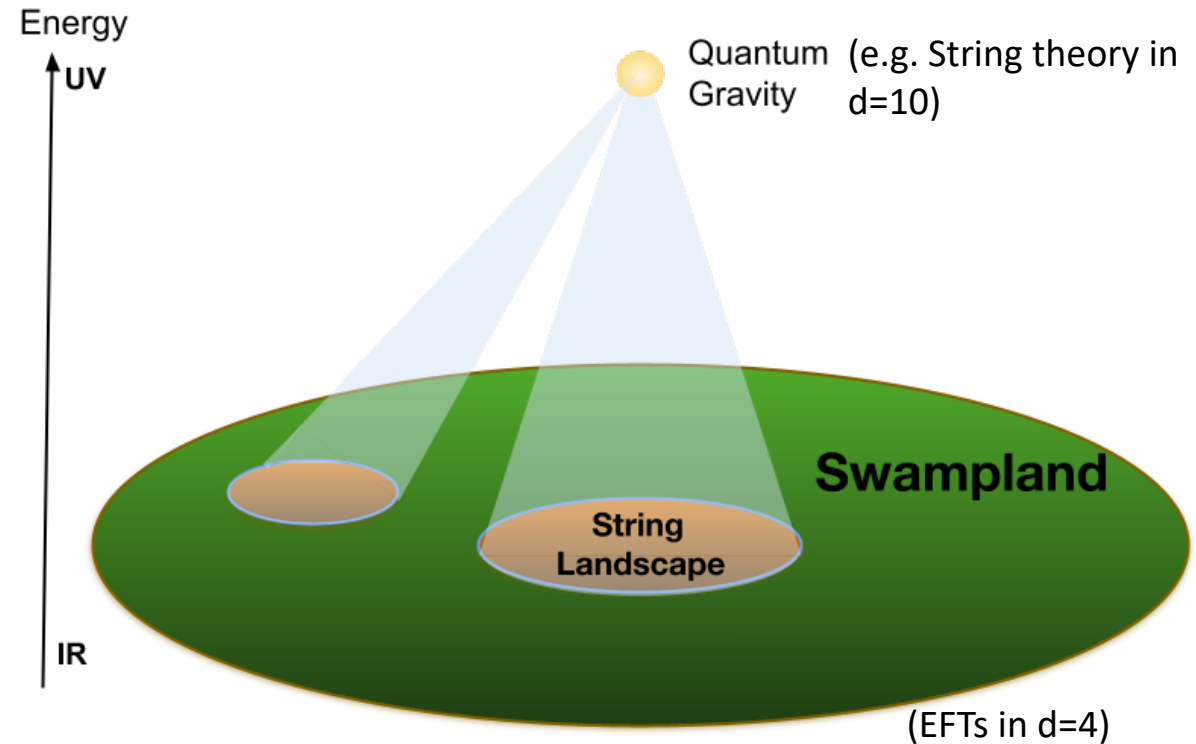 Energy
UV
Quantum (e.g. String theory in
Gravity d=10)
Swampland
String
Landscape
IR
(EFTs in d=4)